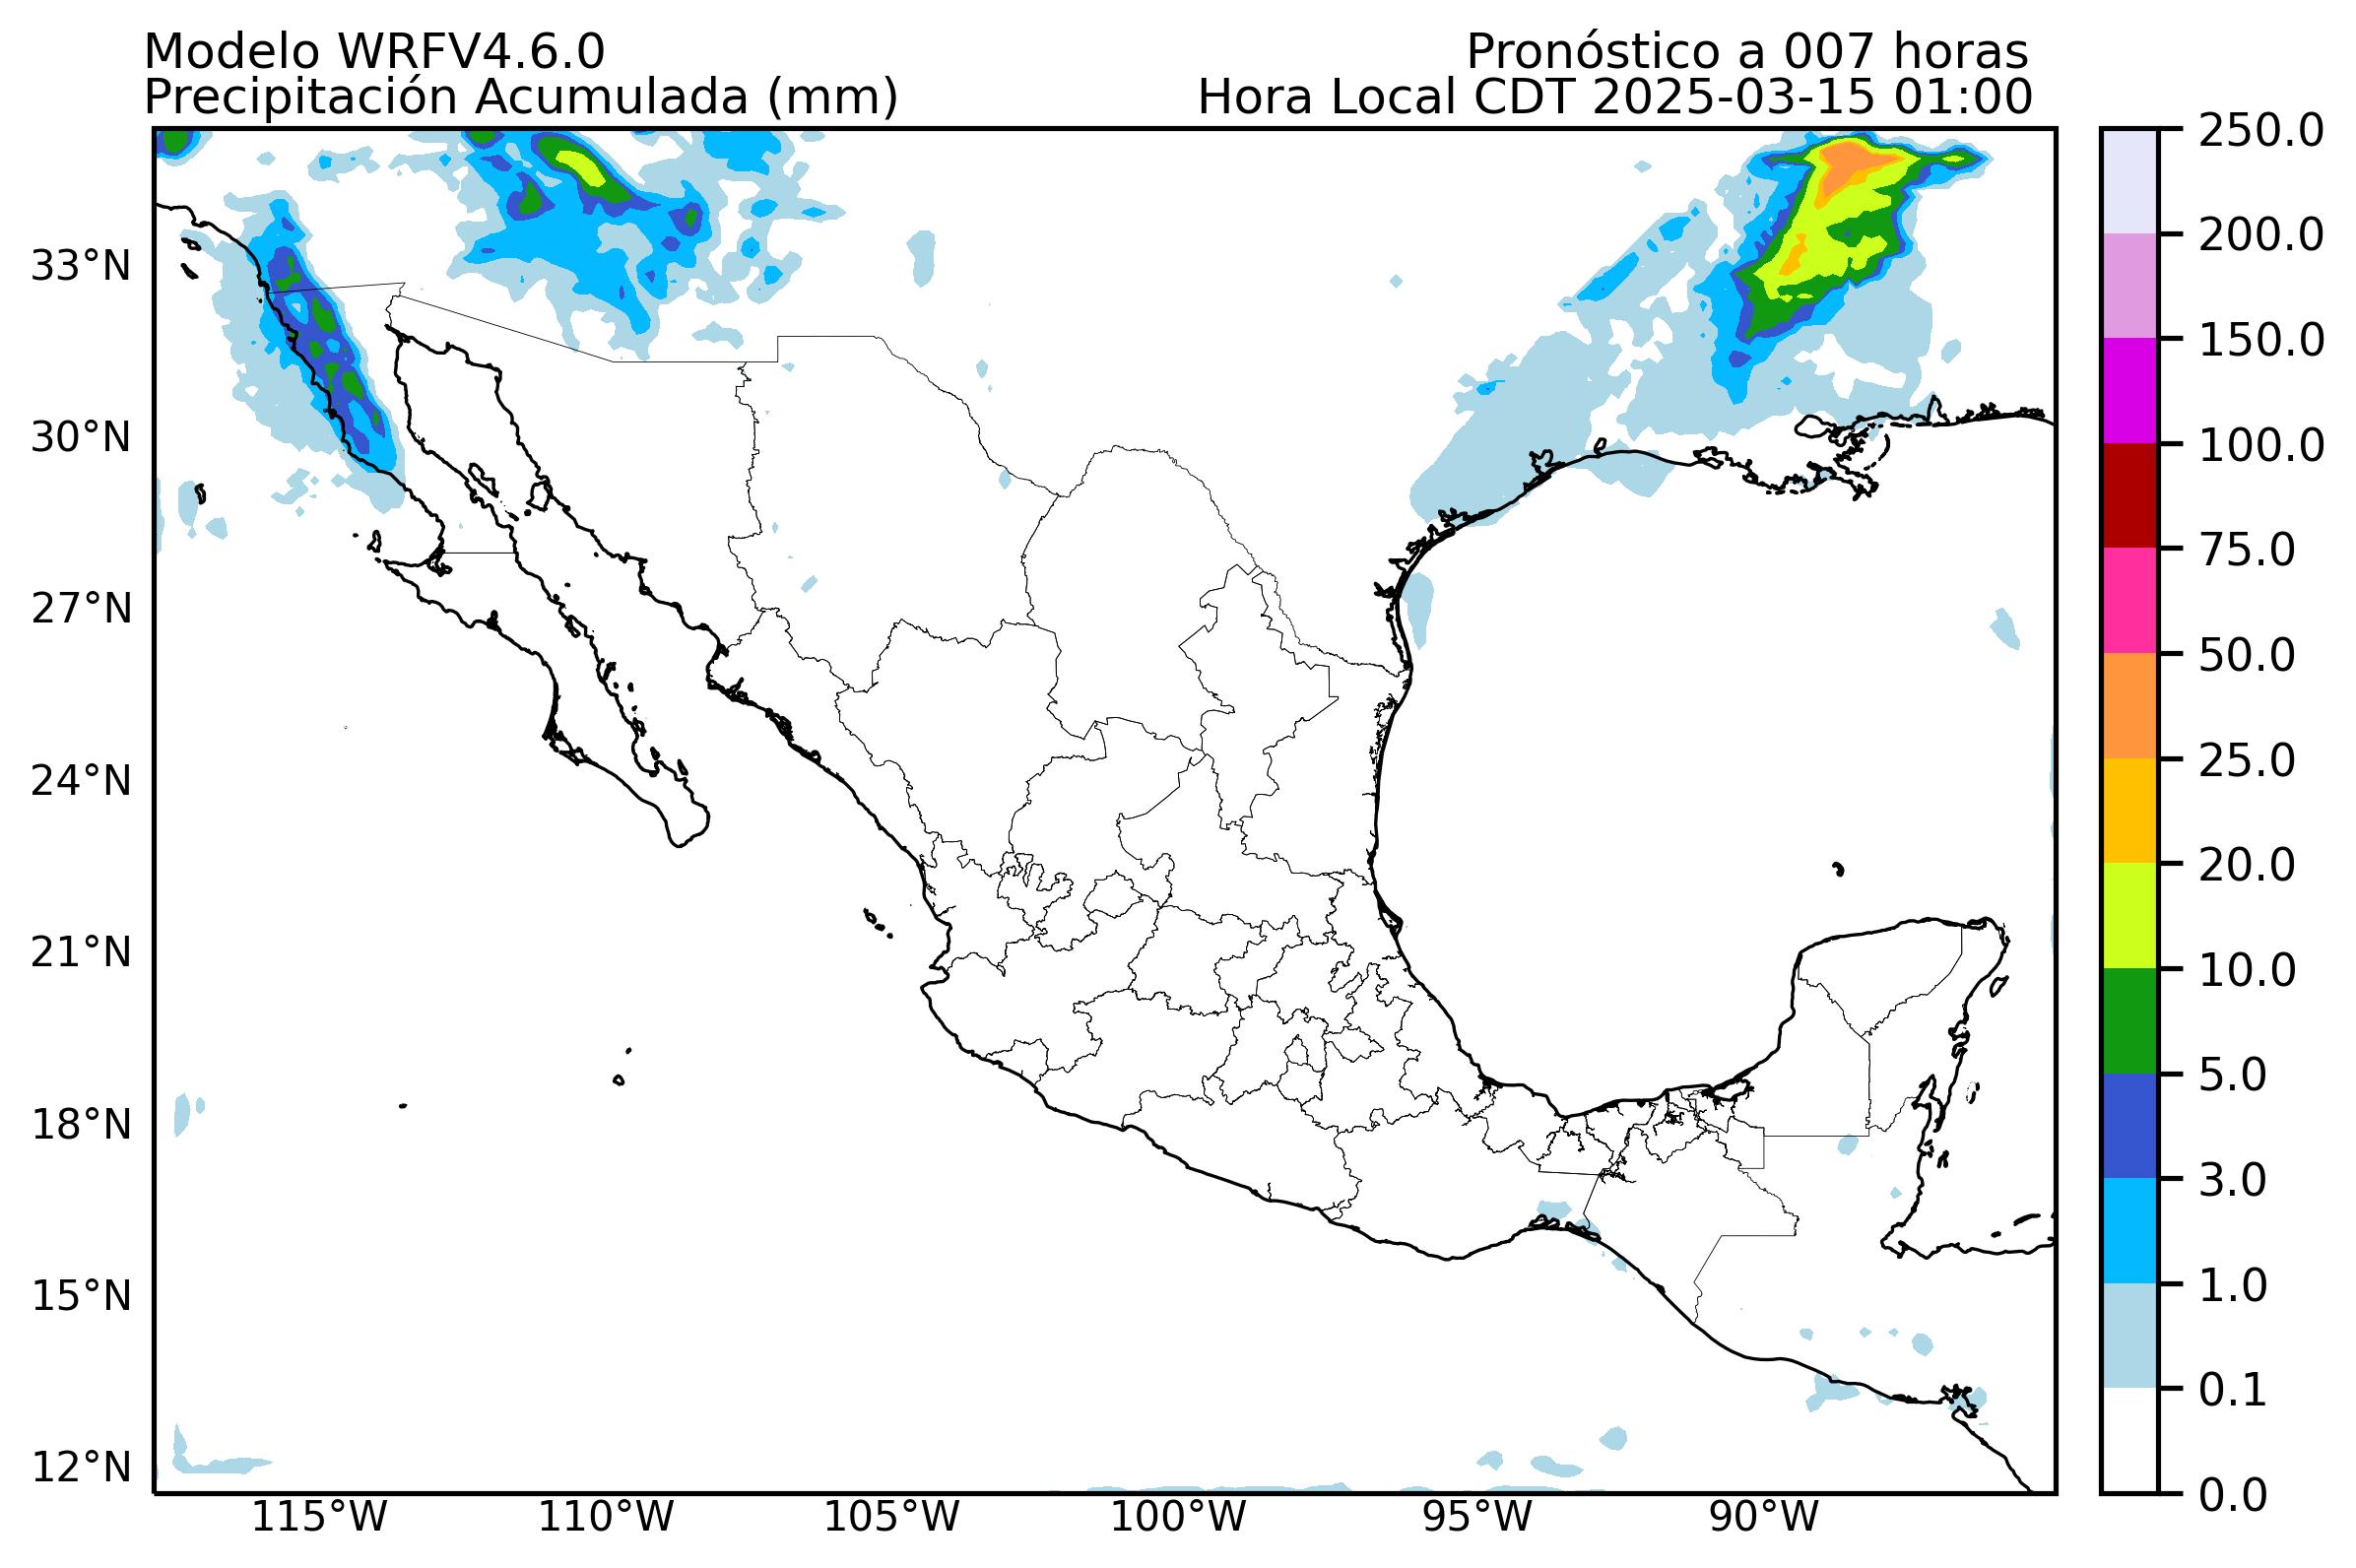 Modelo WRFV4.6.0
Pronóstico a 007 horas
Precipitación Acumulada (mm)
Hora Local CDT 2025-03-15 01:00
33°N
30°N
27°N
24°N
21°N
18°N
15°N
12°N
115°W
110°W
105°W
100°W
95°W
90°W
250.0
200.0
150.0
100.0
75.0
50.0
25.0
20.0
10.0
5.0
3.0
1.0
0.1
0.0